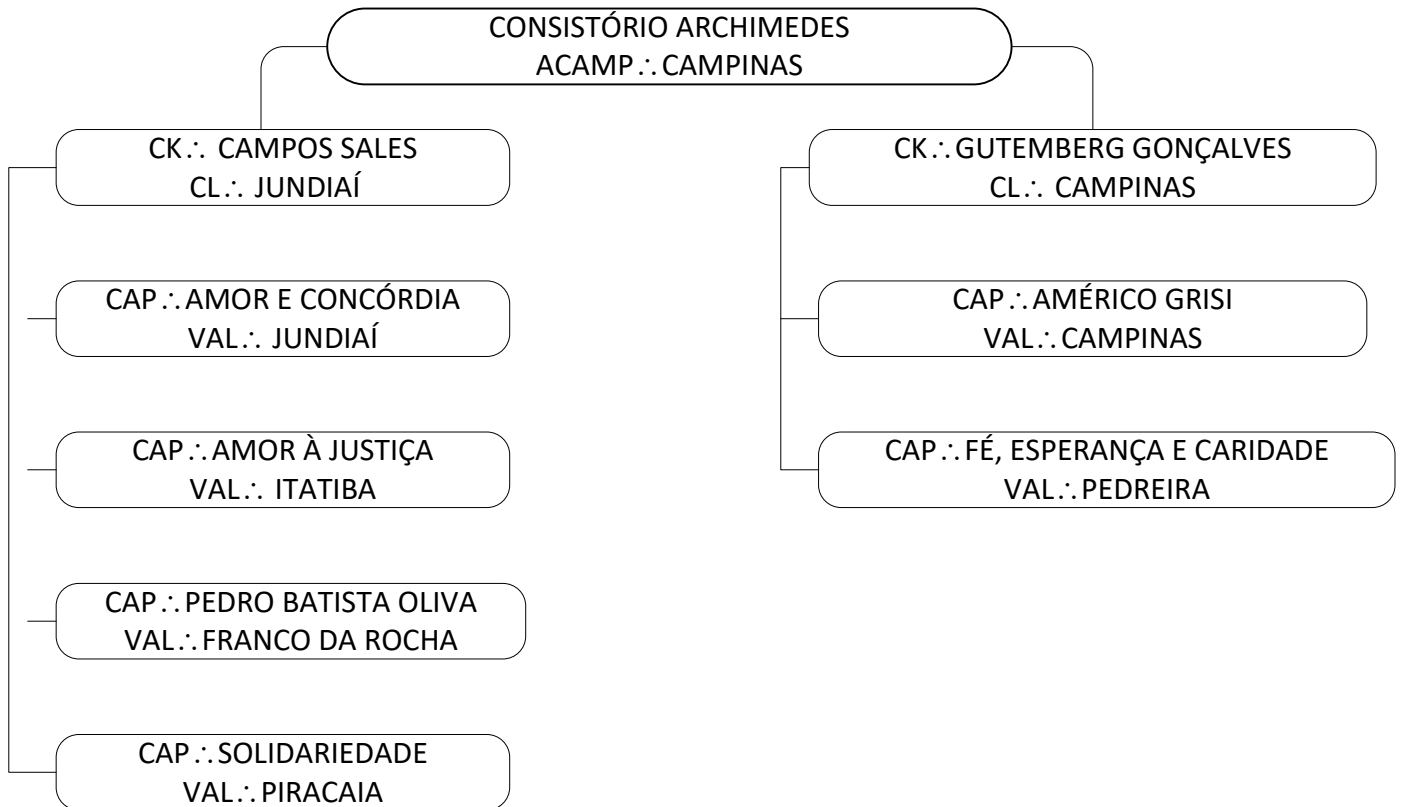 CONSISTÓRIO ARCHIMEDES
ACAMP∴CAMPINAS
CK∴ CAMPOS SALES
CL∴ JUNDIAÍ
CK∴GUTEMBERG GONÇALVES
CL∴ CAMPINAS
CAP∴AMOR E CONCÓRDIA
VAL∴ JUNDIAÍ
CAP∴AMÉRICO GRISI
VAL∴CAMPINAS
CAP∴AMOR À JUSTIÇA
VAL∴ ITATIBA
CAP∴FÉ, ESPERANÇA E CARIDADE
VAL∴PEDREIRA
CAP∴PEDRO BATISTA OLIVA
VAL∴FRANCO DA ROCHA
CAP∴SOLIDARIEDADE
VAL∴PIRACAIA